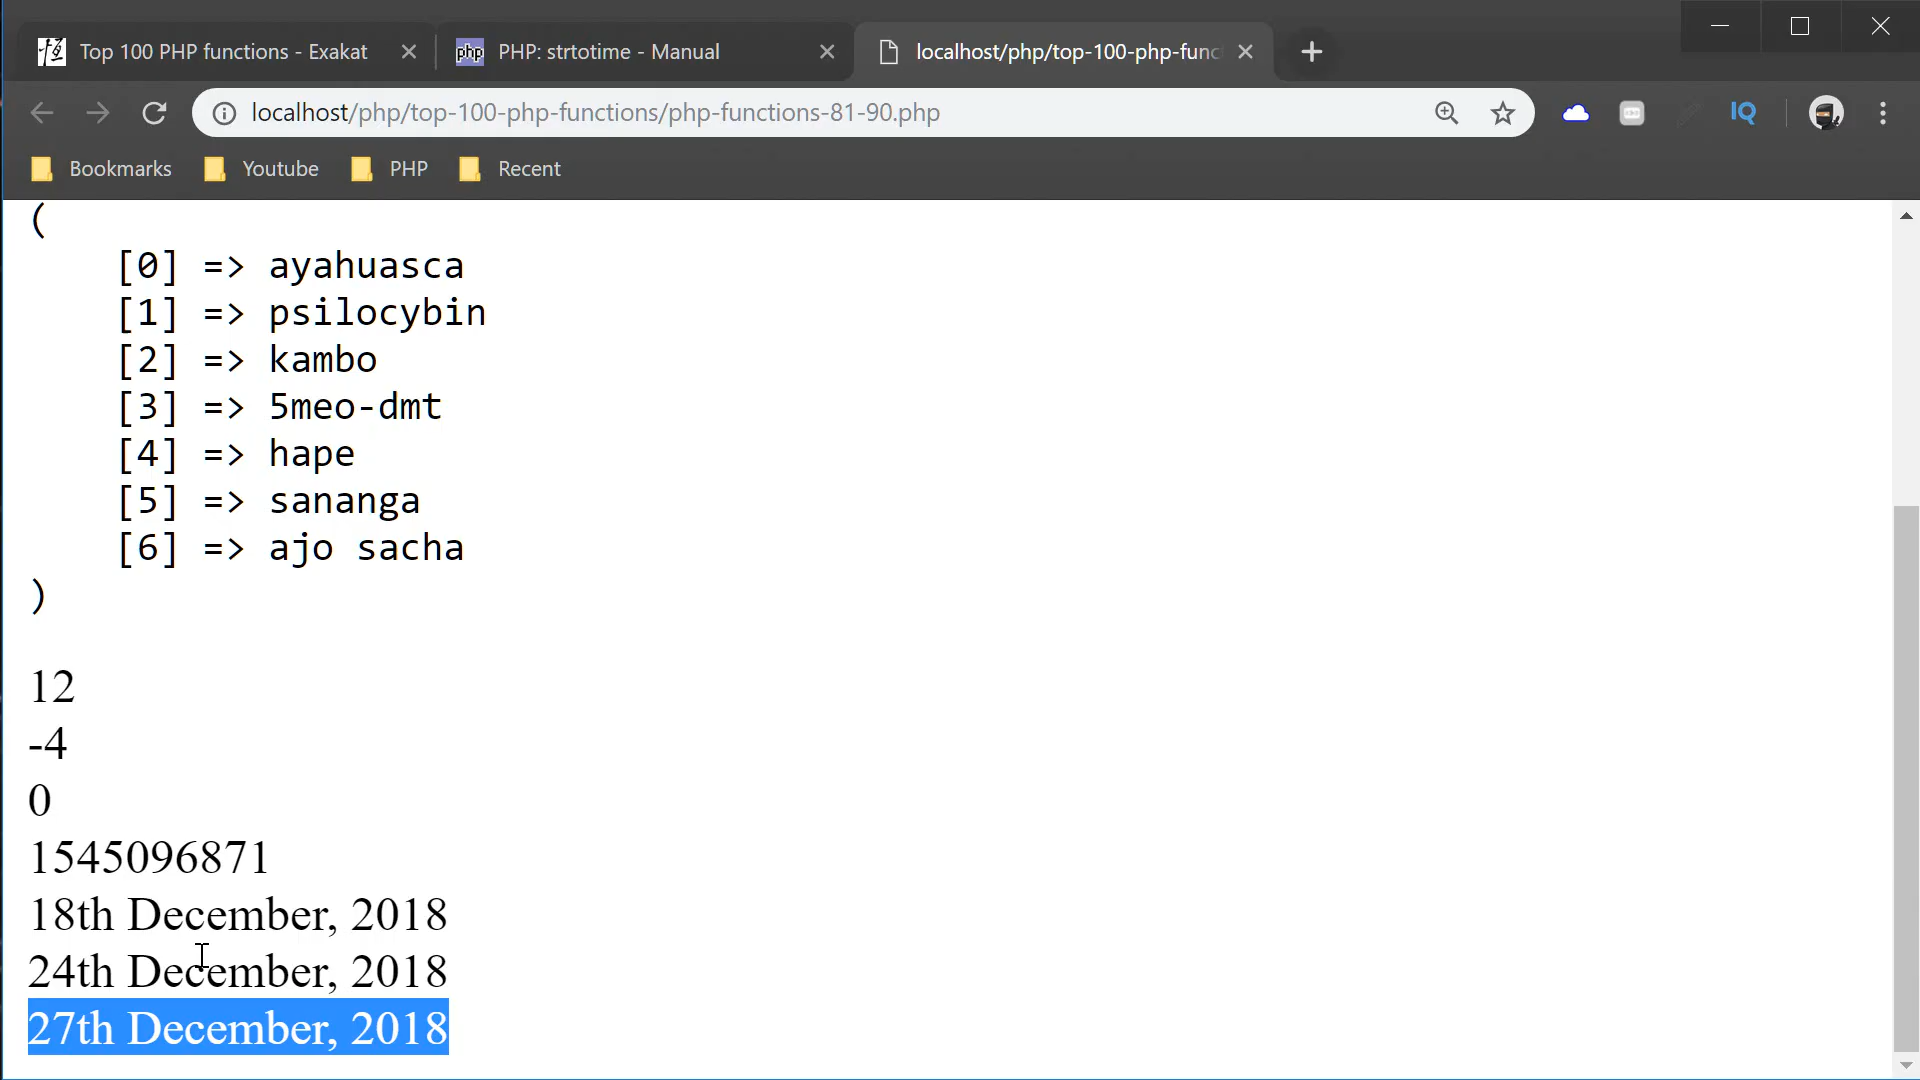 Top 100 PHP functions - Exakat
php PHP: strtotime - Manual
localhost/php/top-100-php-func
localhost/php/top-100-php-functions/php-functions-81-90.php
IQ
Bookmarks
Youtube
PHP
Recent
(
[0] => ayahuasca
[1] => psilocybin
[2] => kambo
[3] => 5meo-dmt
[4] => hape
[5] => sananga
[6] => ajo sacha
)
12
-4
0
1545096871
18th December, 2018
24th December, 2018
27th December, 2018